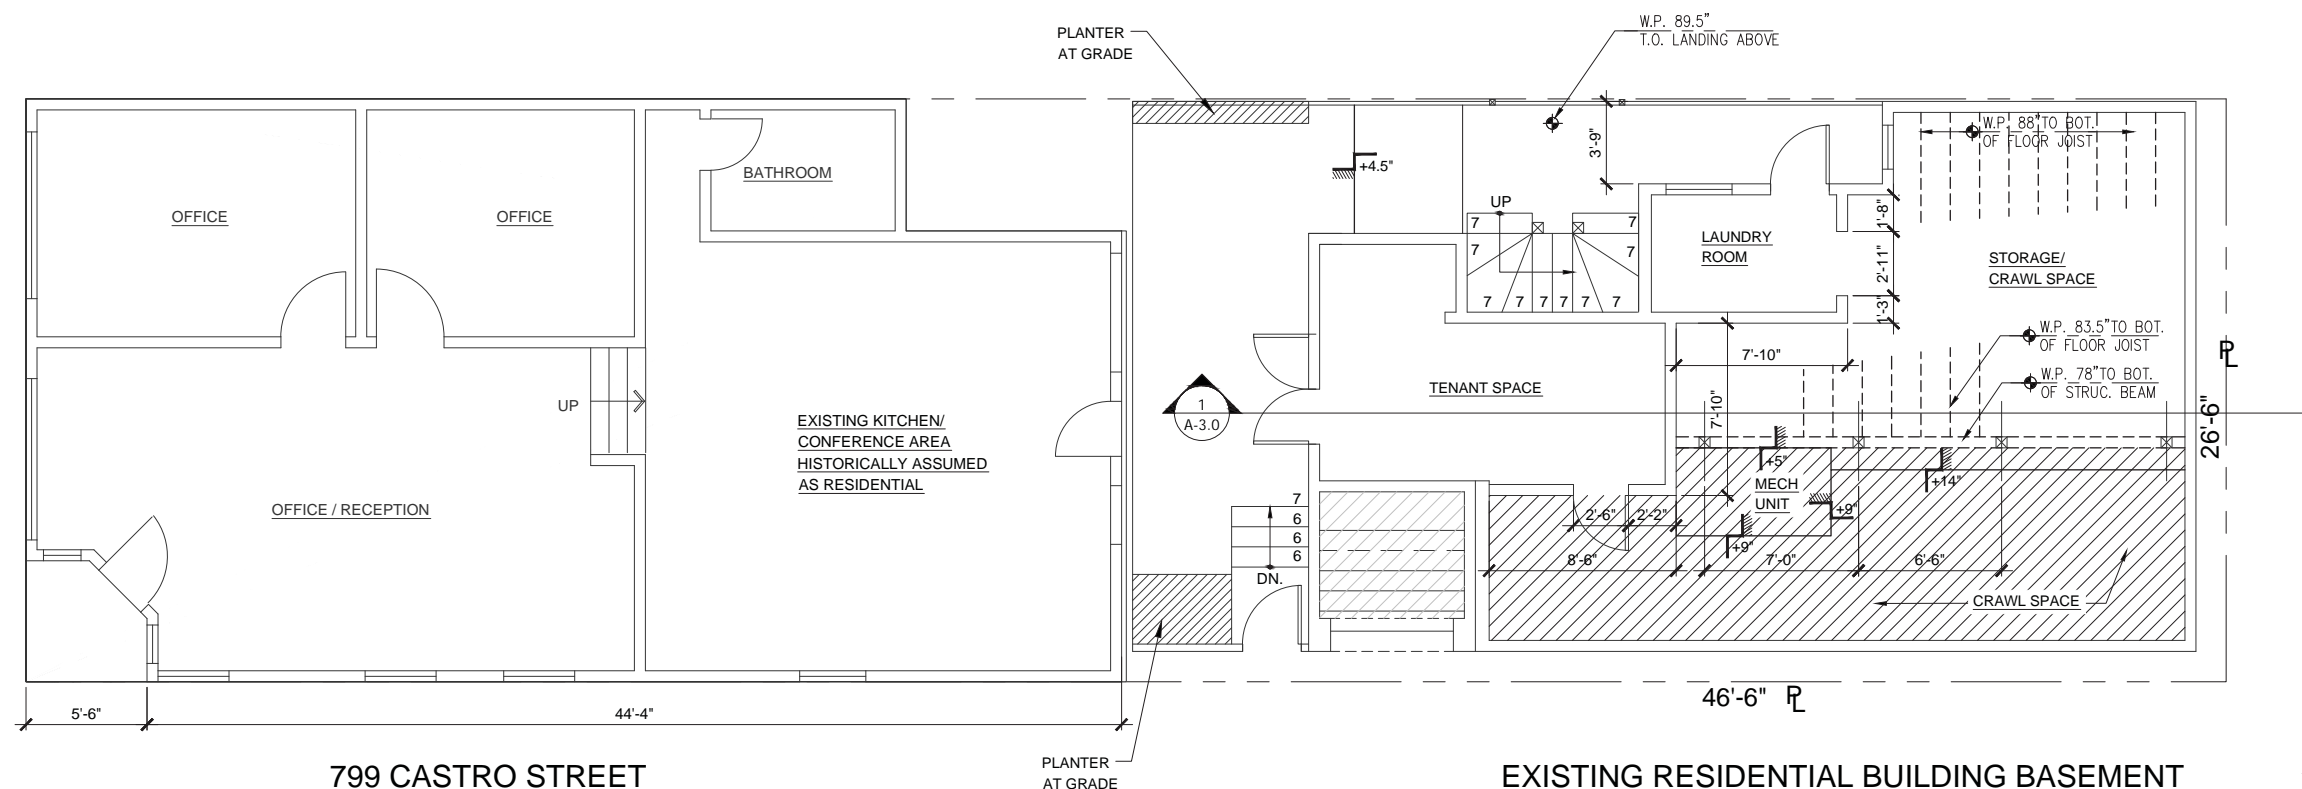 PLANTER
AT GRADE
W.P. 89.5"
T.O. LANDING ABOVE
W.P. 88"TO BOT.
OF FLOOR JOIST
3'-9"
+4.5"
BATHROOM
OFFICE
OFFICE
UP
7
7
7
7
7
7
7
7
7
7
LAUNDRY
ROOM
1'-8"
2'-11"
1'-3"
STORAGE/
CRAWL SPACE
W.P. 83.5"TO BOT.
OF FLOOR JOIST
W.P. 78"TO BOT.
OF STRUC. BEAM
PL
26'-6"
7'-10"
7'-10"
TENANT SPACE
1
A-3.0
UP
EXISTING KITCHEN/
CONFERENCE AREA
HISTORICALLY ASSUMED
AS RESIDENTIAL
OFFICE / RECEPTION
+5"
MECH
UNIT
+14"
+9"
+9"
7
6
6
6
DN.
2'-6"
2'-2"
8'-6"
7'-0"
6'-6"
CRAWL SPACE
46'-6" PL
5'-6"
44'-4"
PLANTER
AT GRADE
799 CASTRO STREET
EXISTING RESIDENTIAL BUILDING BASEMENT